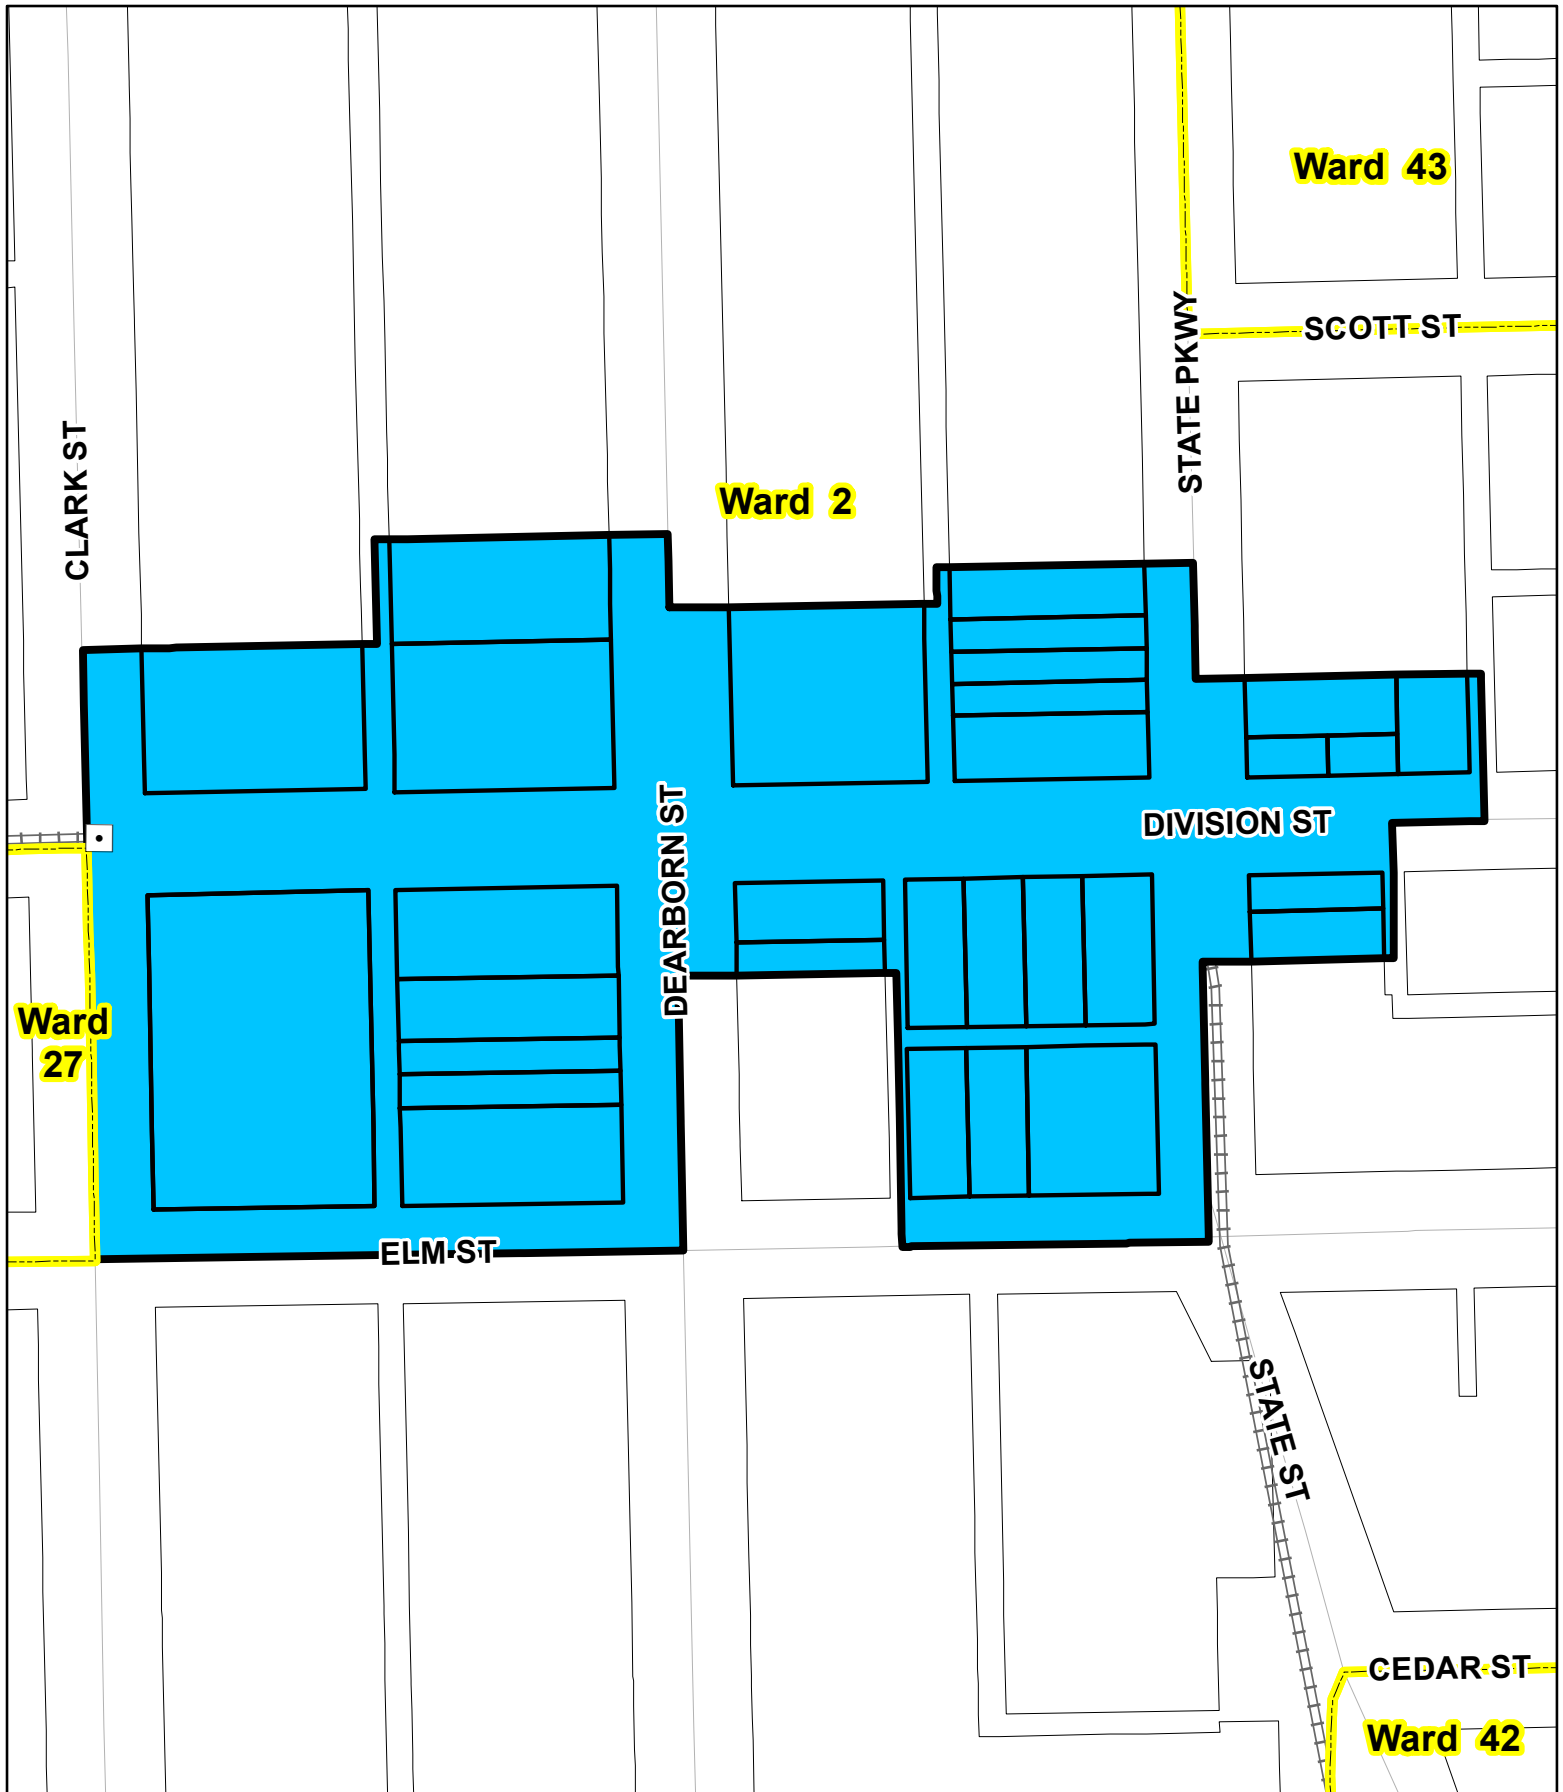 Ward 43
SCOTT ST
STATE PKWY
CLARK ST
Ward 2
DEARBORN ST
DIVISION ST
Ward
27
ELM ST
STATE ST
CEDAR ST
Ward 42